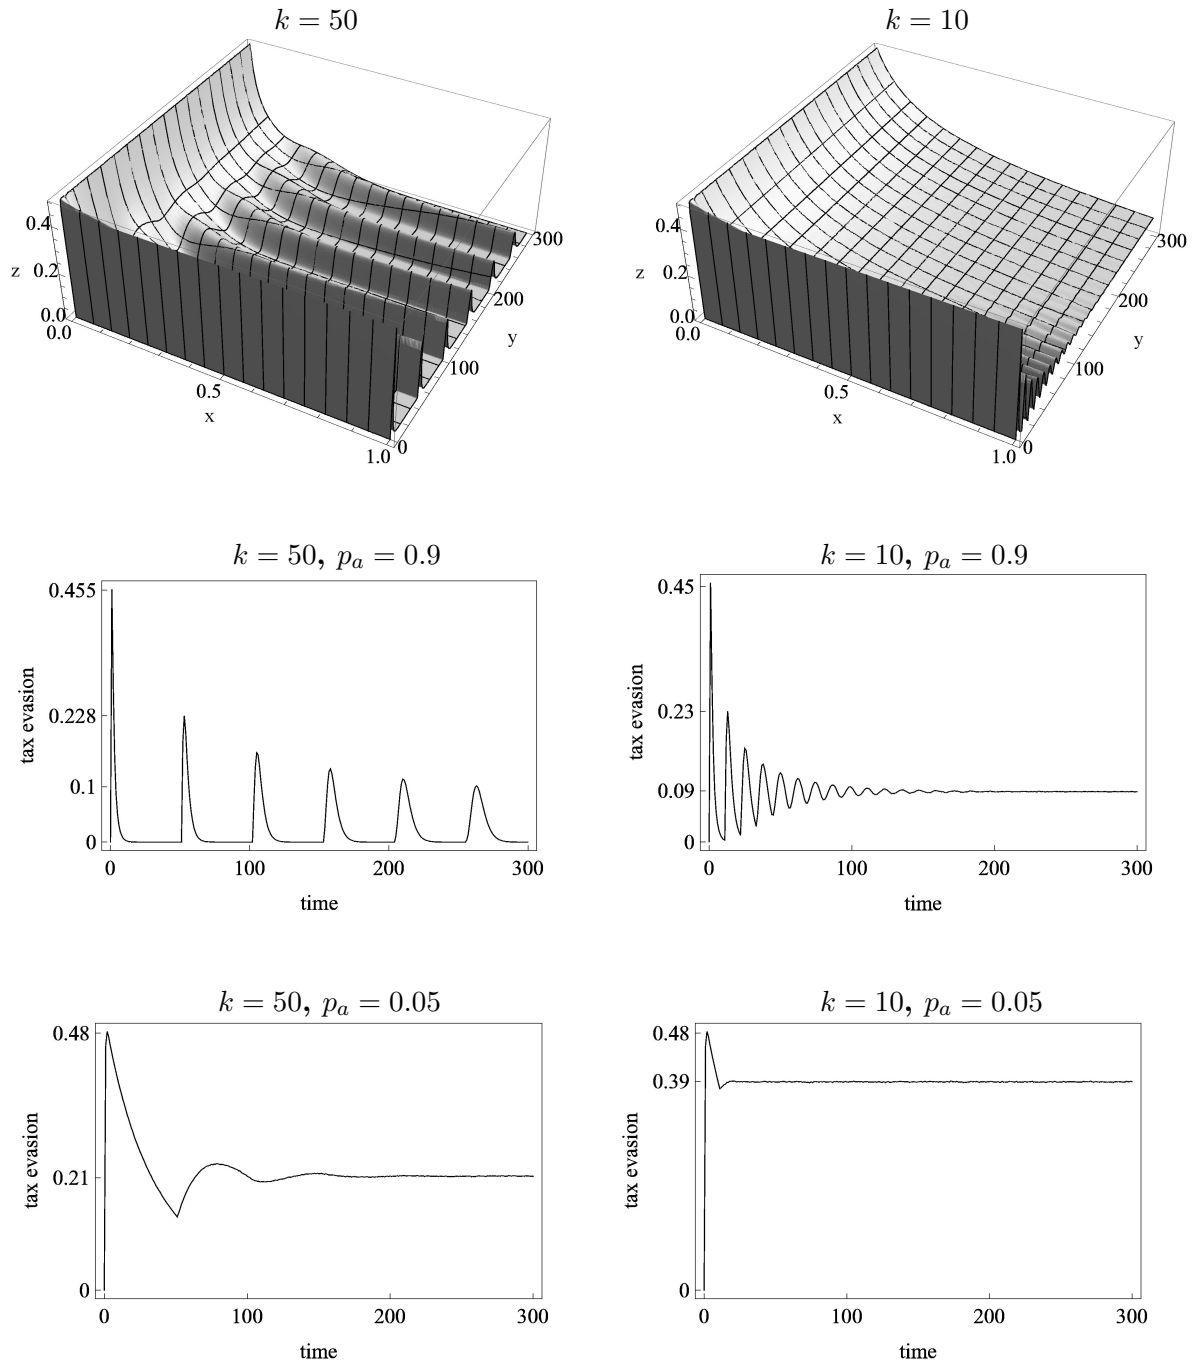 k = 50
k = 10
0.4
z 0.2
0.0
0.0
0.5
x
1.0
0
100
200
300
y
0.4
z 0.2
0.0
0.0
0.5
x
1.0
0
100
200
300
y
k = 50, pₐ = 0.9
0.455
0.228
0.1
0
tax evasion
0 100 200 300
time
k = 10, pₐ = 0.9
0.45
0.23
0.09
0
tax evasion
0 100 200 300
time
k = 50, pₐ = 0.05
0.48
0.21
0
tax evasion
0 100 200 300
time
k = 10, pₐ = 0.05
0.48
0.39
0
tax evasion
0 100 200 300
time